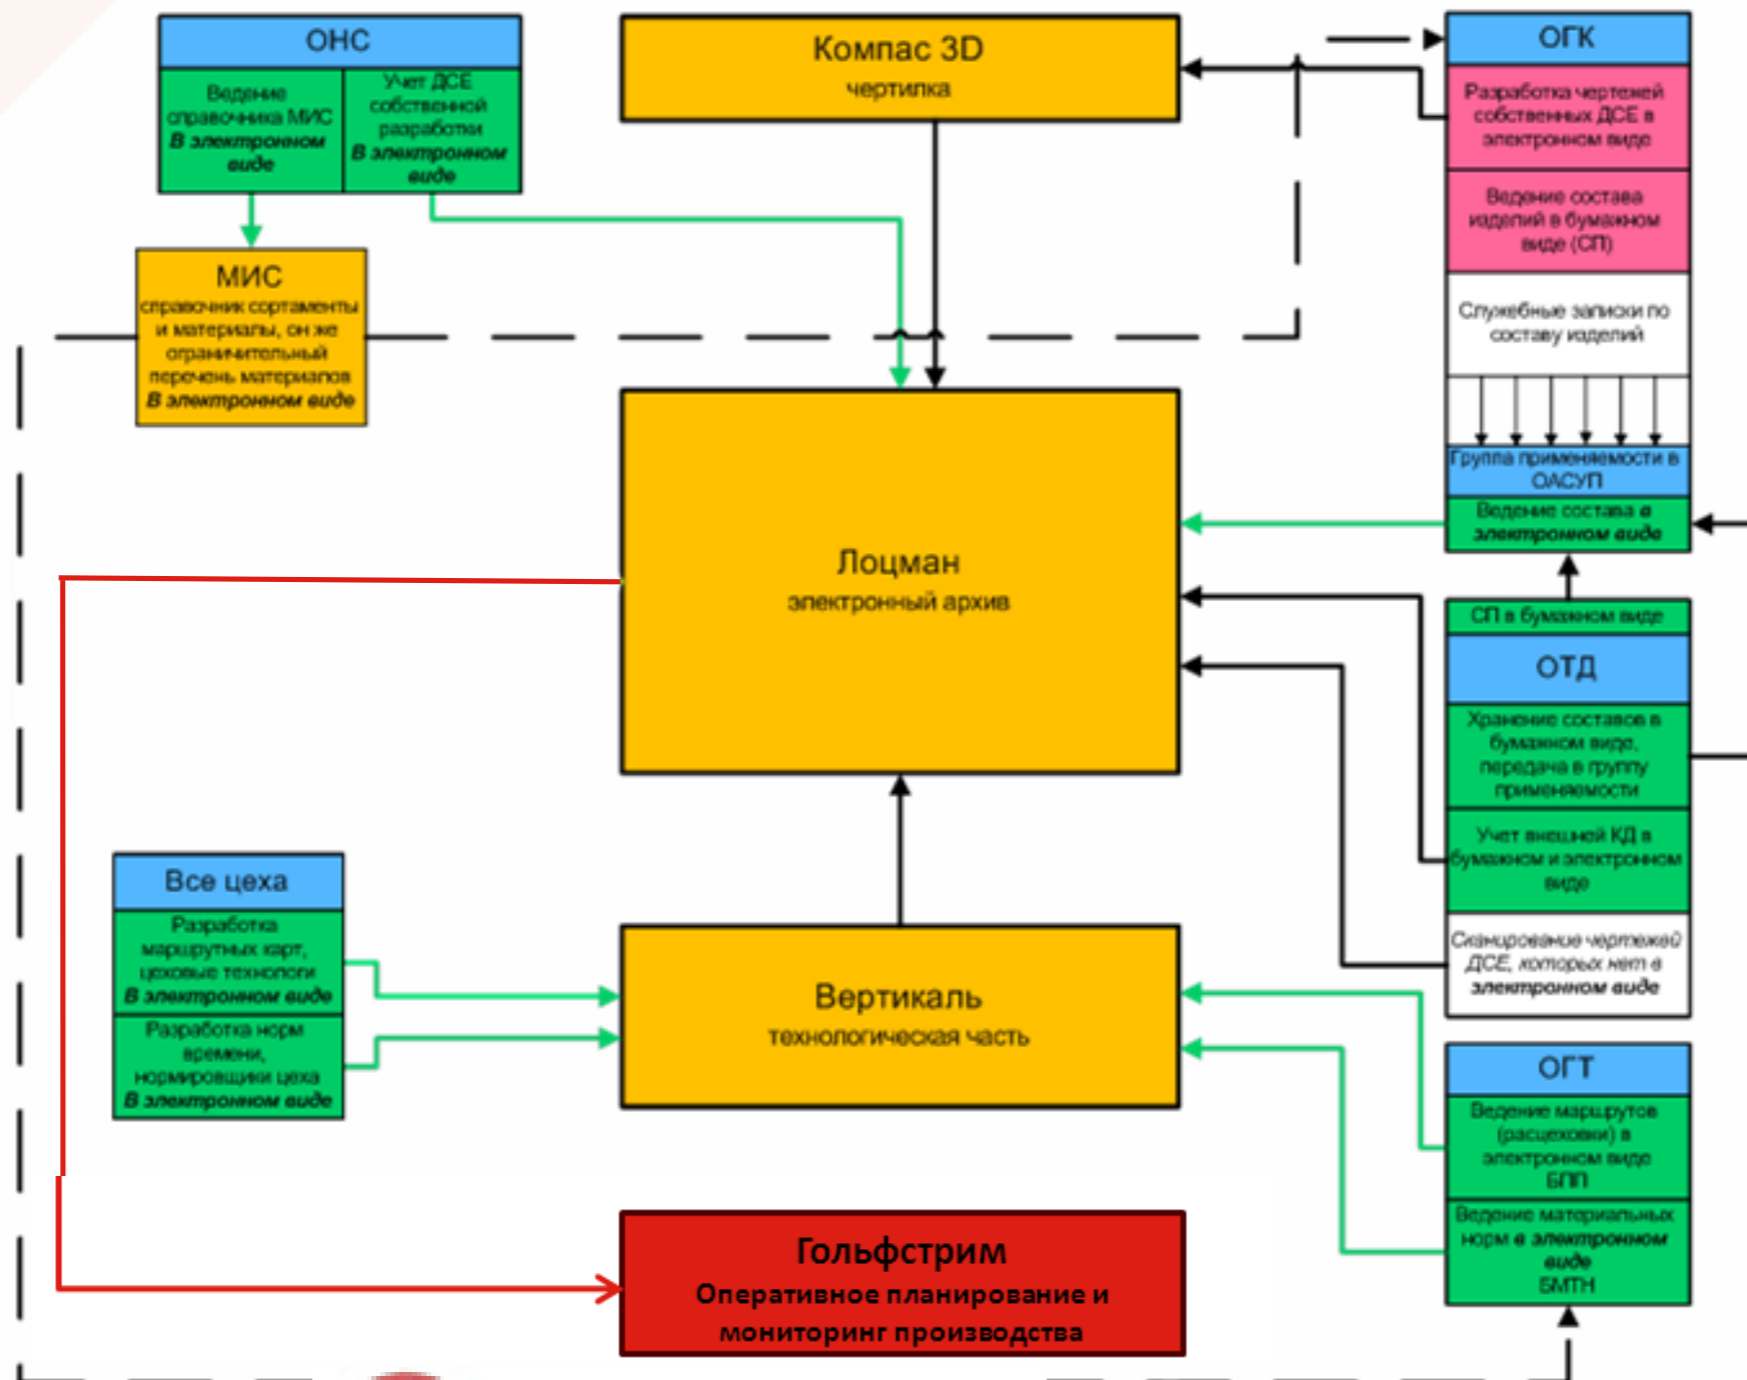 ОНС
Ведение
справочника МИС
В электронном
виде
Учет ДСЕ
собственной
разработки
В электронном
виде
Компас 3D
чертилка
ОГК
Разработка чертежей
собственных ДСЕ в
электронном виде
Ведение состава
изделий в бумажном
виде (СП)
Служебные записки по
составу изделий
Группа применяемости в
ОАСУП
Ведение состава в
электронном виде
МИС
справочник сортаменты
и материалы, он же
ограничительный
перечень материалов
В электронном виде
Лоцман
электронный архив
СП в бумажном виде
ОТД
Хранение составов в
бумажном виде,
передача в группу
применяемости
Учет внешней КД в
бумажном и электронном
виде
Сканирование чертежей
ДСЕ, которых нет в
электронном виде
Все цеха
Разработка
маршрутных карт,
цеховые технологи
В электронном виде
Разработка норм
времени,
нормировщики цеха
В электронном виде
Вертикаль
технологическая часть
ОГТ
Ведение маршрутов
(расцеховки) в
электронном виде
БПП
Ведение материальных
норм в электронном
виде
БМТН
Гольфстрим
Оперативное планирование и
мониторинг производства